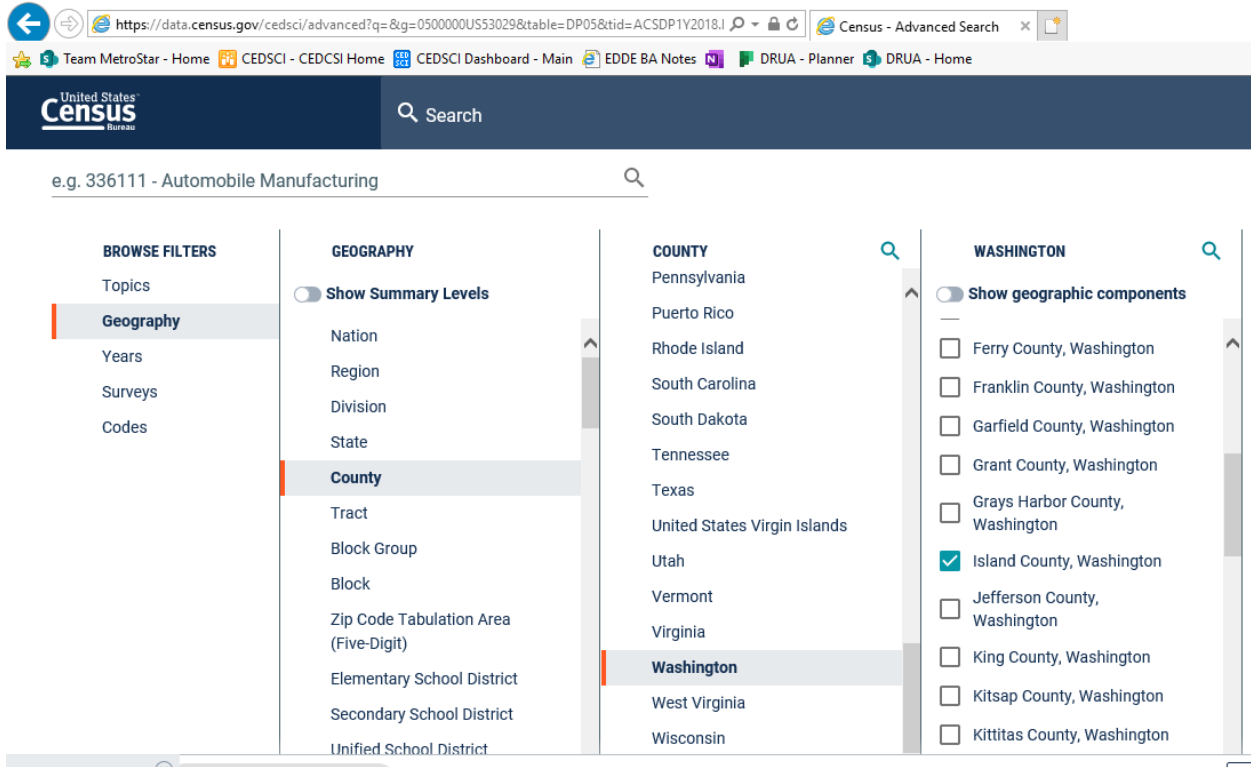 https://data.census.gov/cedsci/advanced?q=&g=0500000US53029&table=DP05&tid=ACSDP1Y2018.I
Census - Advanced Search
Team MetroStar - Home CEDSCI - CEDCSI Home CEDSCI Dashboard - Main EDDE BA Notes DRUA - Planner DRUA - Home
United States
Census
Bureau
Search
e.g. 336111 - Automobile Manufacturing
BROWSE FILTERS
Topics
Geography
Years
Surveys
Codes
GEOGRAPHY
Show Summary Levels
Nation
Region
Division
State
County
Tract
Block Group
Block
Zip Code Tabulation Area
(Five-Digit)
Elementary School District
Secondary School District
Unified School District
COUNTY
Pennsylvania
Puerto Rico
Rhode Island
South Carolina
South Dakota
Tennessee
Texas
United States Virgin Islands
Utah
Vermont
Virginia
Washington
West Virginia
Wisconsin
WASHINGTON
Show geographic components
Ferry County, Washington
Franklin County, Washington
Garfield County, Washington
Grant County, Washington
Grays Harbor County,
Washington
Island County, Washington
Jefferson County,
Washington
King County, Washington
Kitsap County, Washington
Kittitas County, Washington